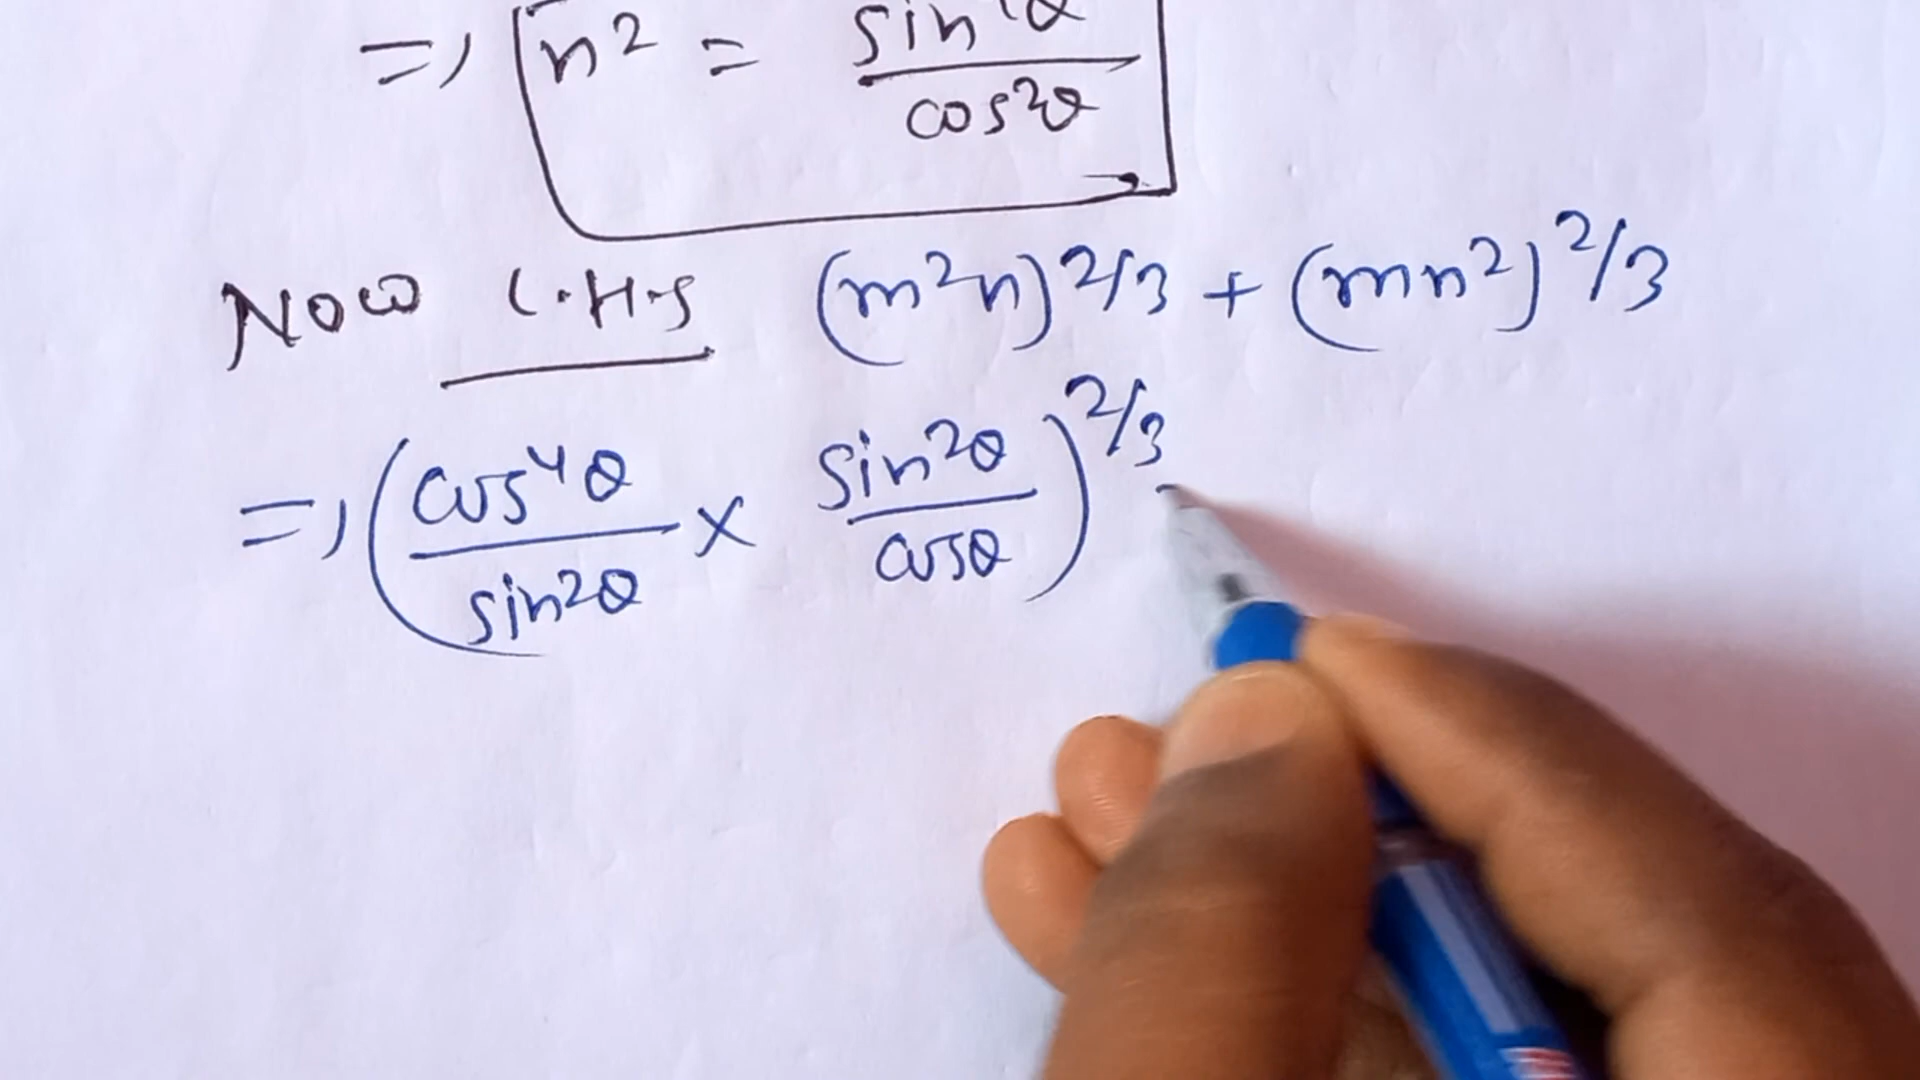 => n² = sin⁴θ / cos²θ
Now L.H.S (m²n)^2/3 + (mn²)^2/3
=> (cos⁴θ / sin²θ × sin²θ / cosθ)^2/3